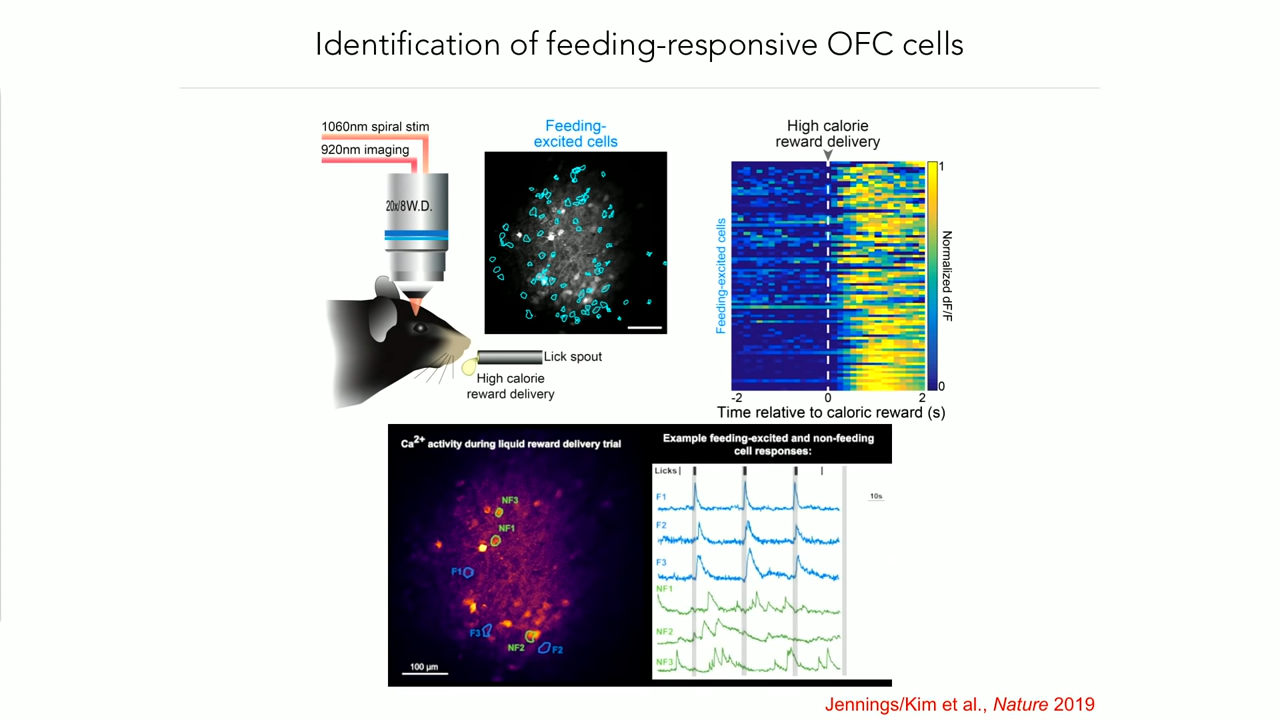 Identification of feeding-responsive OFC cells
1060nm spiral stim
920nm imaging
20x/8W.D.
Lick spout
High calorie
reward delivery
Feeding-
excited cells
High calorie
reward delivery
Feeding-excited cells
1
Normalized dF/F
0
-2
0
2
Time relative to caloric reward (s)
Ca2+ activity during liquid reward delivery trial
NF3
NF1
F1
F3
NF2
F2
100 µm
Example feeding-excited and non-feeding
cell responses:
Licks
10s
F1
F2
F3
NF1
NF2
NF3
Jennings/Kim et al., Nature 2019